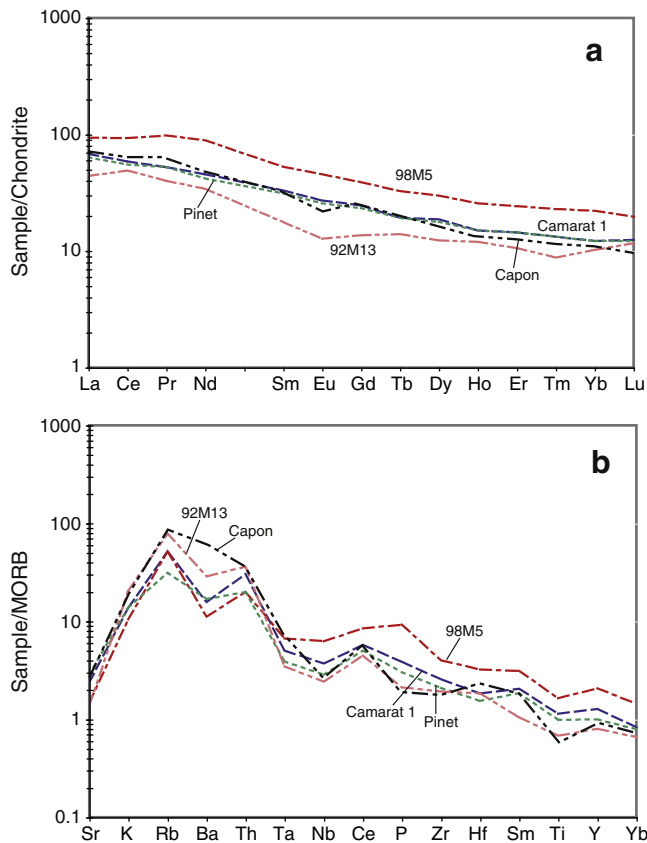 1000
a
100
10
1
Sample/Chondrite
98M5
Pinet
92M13
Camarat 1
Capon
La Ce Pr Nd Sm Eu Gd Tb Dy Ho Er Tm Yb Lu
1000
b
100
10
1
0.1
Sample/MORB
92M13
Capon
98M5
Camarat 1
Pinet
Sr K Rb Ba Th Ta Nb Ce P Zr Hf Sm Ti Y Yb